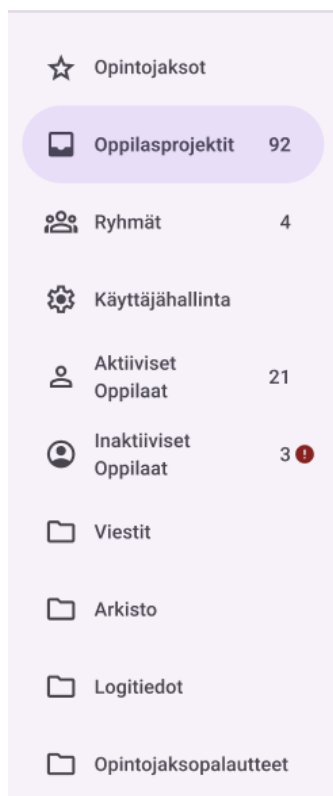 Opintojaksot
Oppilasprojektit 92
Ryhmät 4
Käyttäjähallinta
Aktiiviset
Oppilaat 21
Inaktiiviset
Oppilaat 3
Viestit
Arkisto
Logitiedot
Opintojaksopalautteet